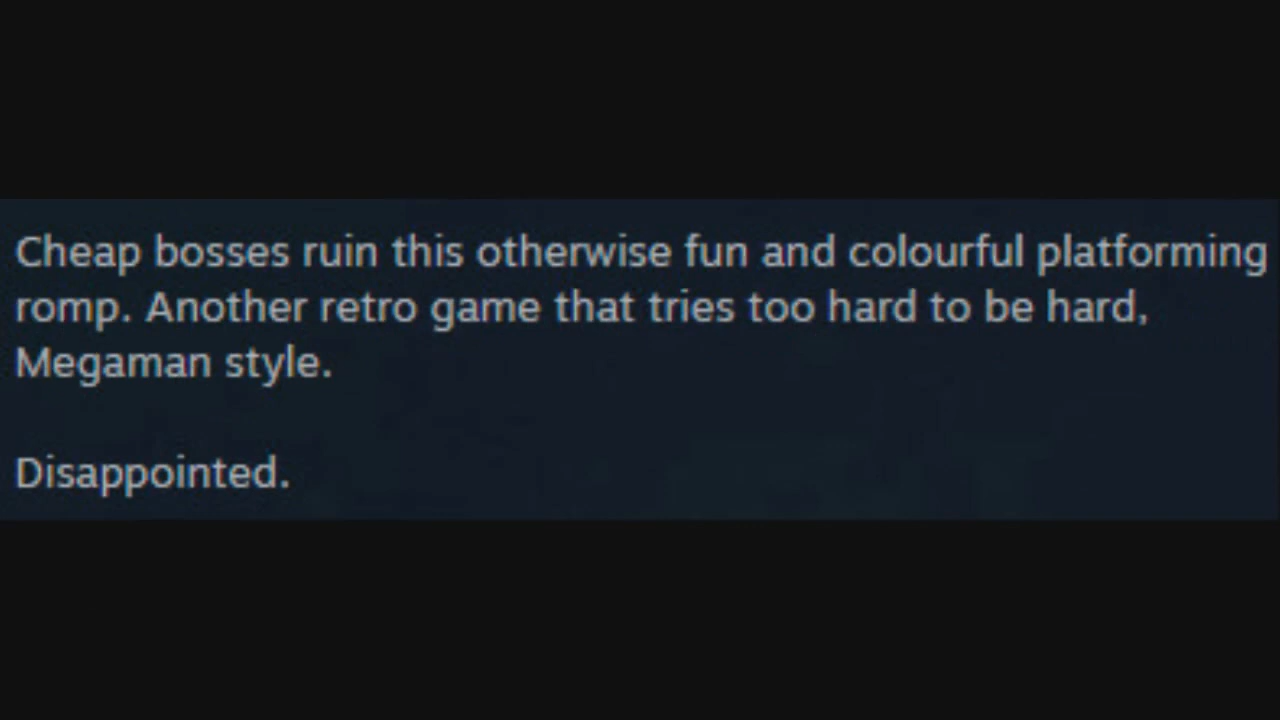 Cheap bosses ruin this otherwise fun and colourful platforming
romp. Another retro game that tries too hard to be hard,
Megaman style.
Disappointed.